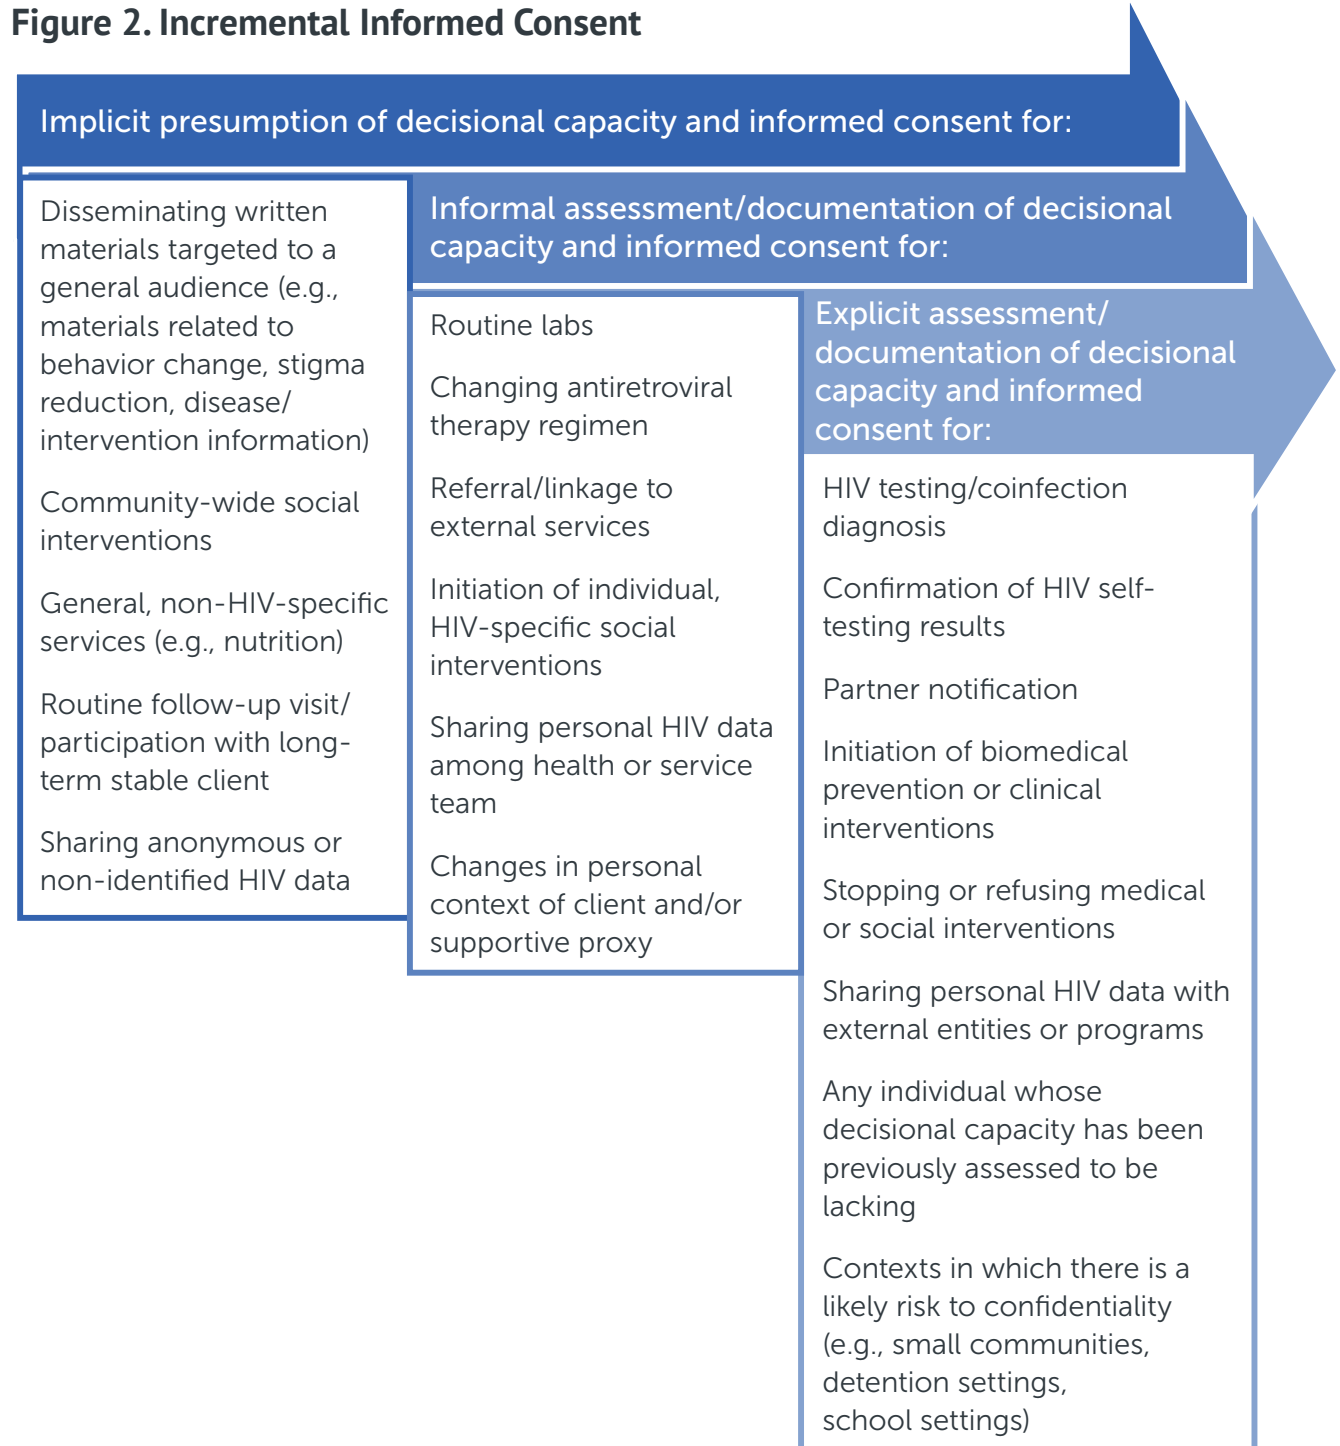 Figure 2. Incremental Informed Consent
Implicit presumption of decisional capacity and informed consent for:
Disseminating written
materials targeted to a
general audience (e.g.,
materials related to
behavior change, stigma
reduction, disease/
intervention information)
Community-wide social
interventions
General, non-HIV-specific
services (e.g., nutrition)
Routine follow-up visit/
participation with long-
term stable client
Sharing anonymous or
non-identified HIV data
Informal assessment/documentation of decisional
capacity and informed consent for:
Routine labs
Changing antiretroviral
therapy regimen
Referral/linkage to
external services
Initiation of individual,
HIV-specific social
interventions
Sharing personal HIV data
among health or service
team
Changes in personal
context of client and/or
supportive proxy
Explicit assessment/
documentation of decisional
capacity and informed
consent for:
HIV testing/coinfection
diagnosis
Confirmation of HIV self-
testing results
Partner notification
Initiation of biomedical
prevention or clinical
interventions
Stopping or refusing medical
or social interventions
Sharing personal HIV data with
external entities or programs
Any individual whose
decisional capacity has been
previously assessed to be
lacking
Contexts in which there is a
likely risk to confidentiality
(e.g., small communities,
detention settings,
school settings)